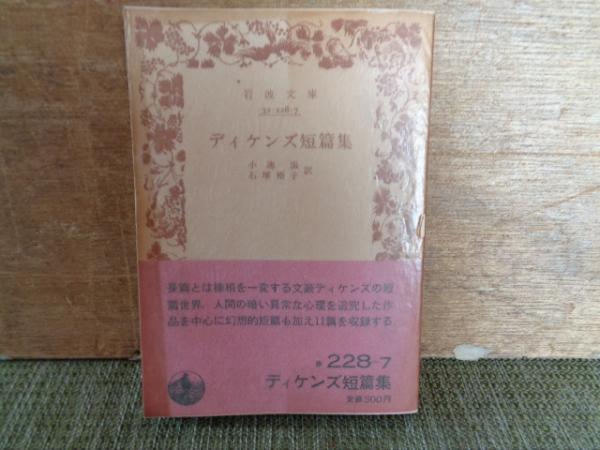 岩波文庫
32-228-7
ディケンズ短篇集
小池滋
石塚裕子 訳
長篇とは様相を一変する文豪ディケンズの短
篇世界．人間の暗い異常な心理を追究した作
品を中心に幻想的短篇も加え11篇を収録する．
赤228-7
ディケンズ短篇集
定価500円